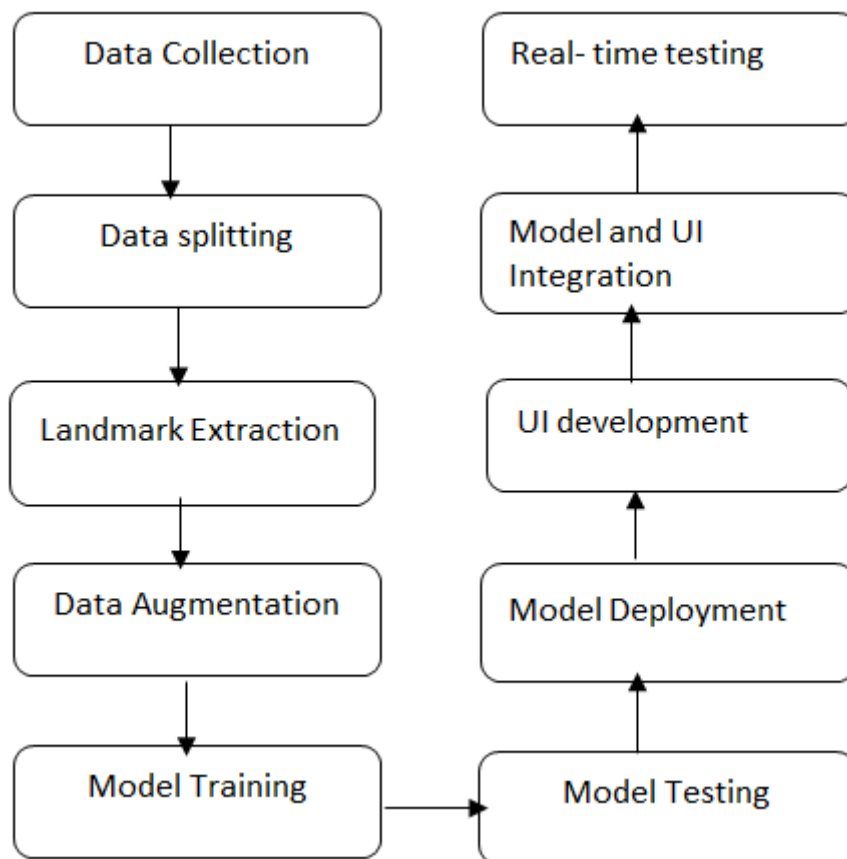 Data Collection
Data splitting
Landmark Extraction
Data Augmentation
Model Training
Model Testing
Model Deployment
UI development
Model and UI
Integration
Real- time testing